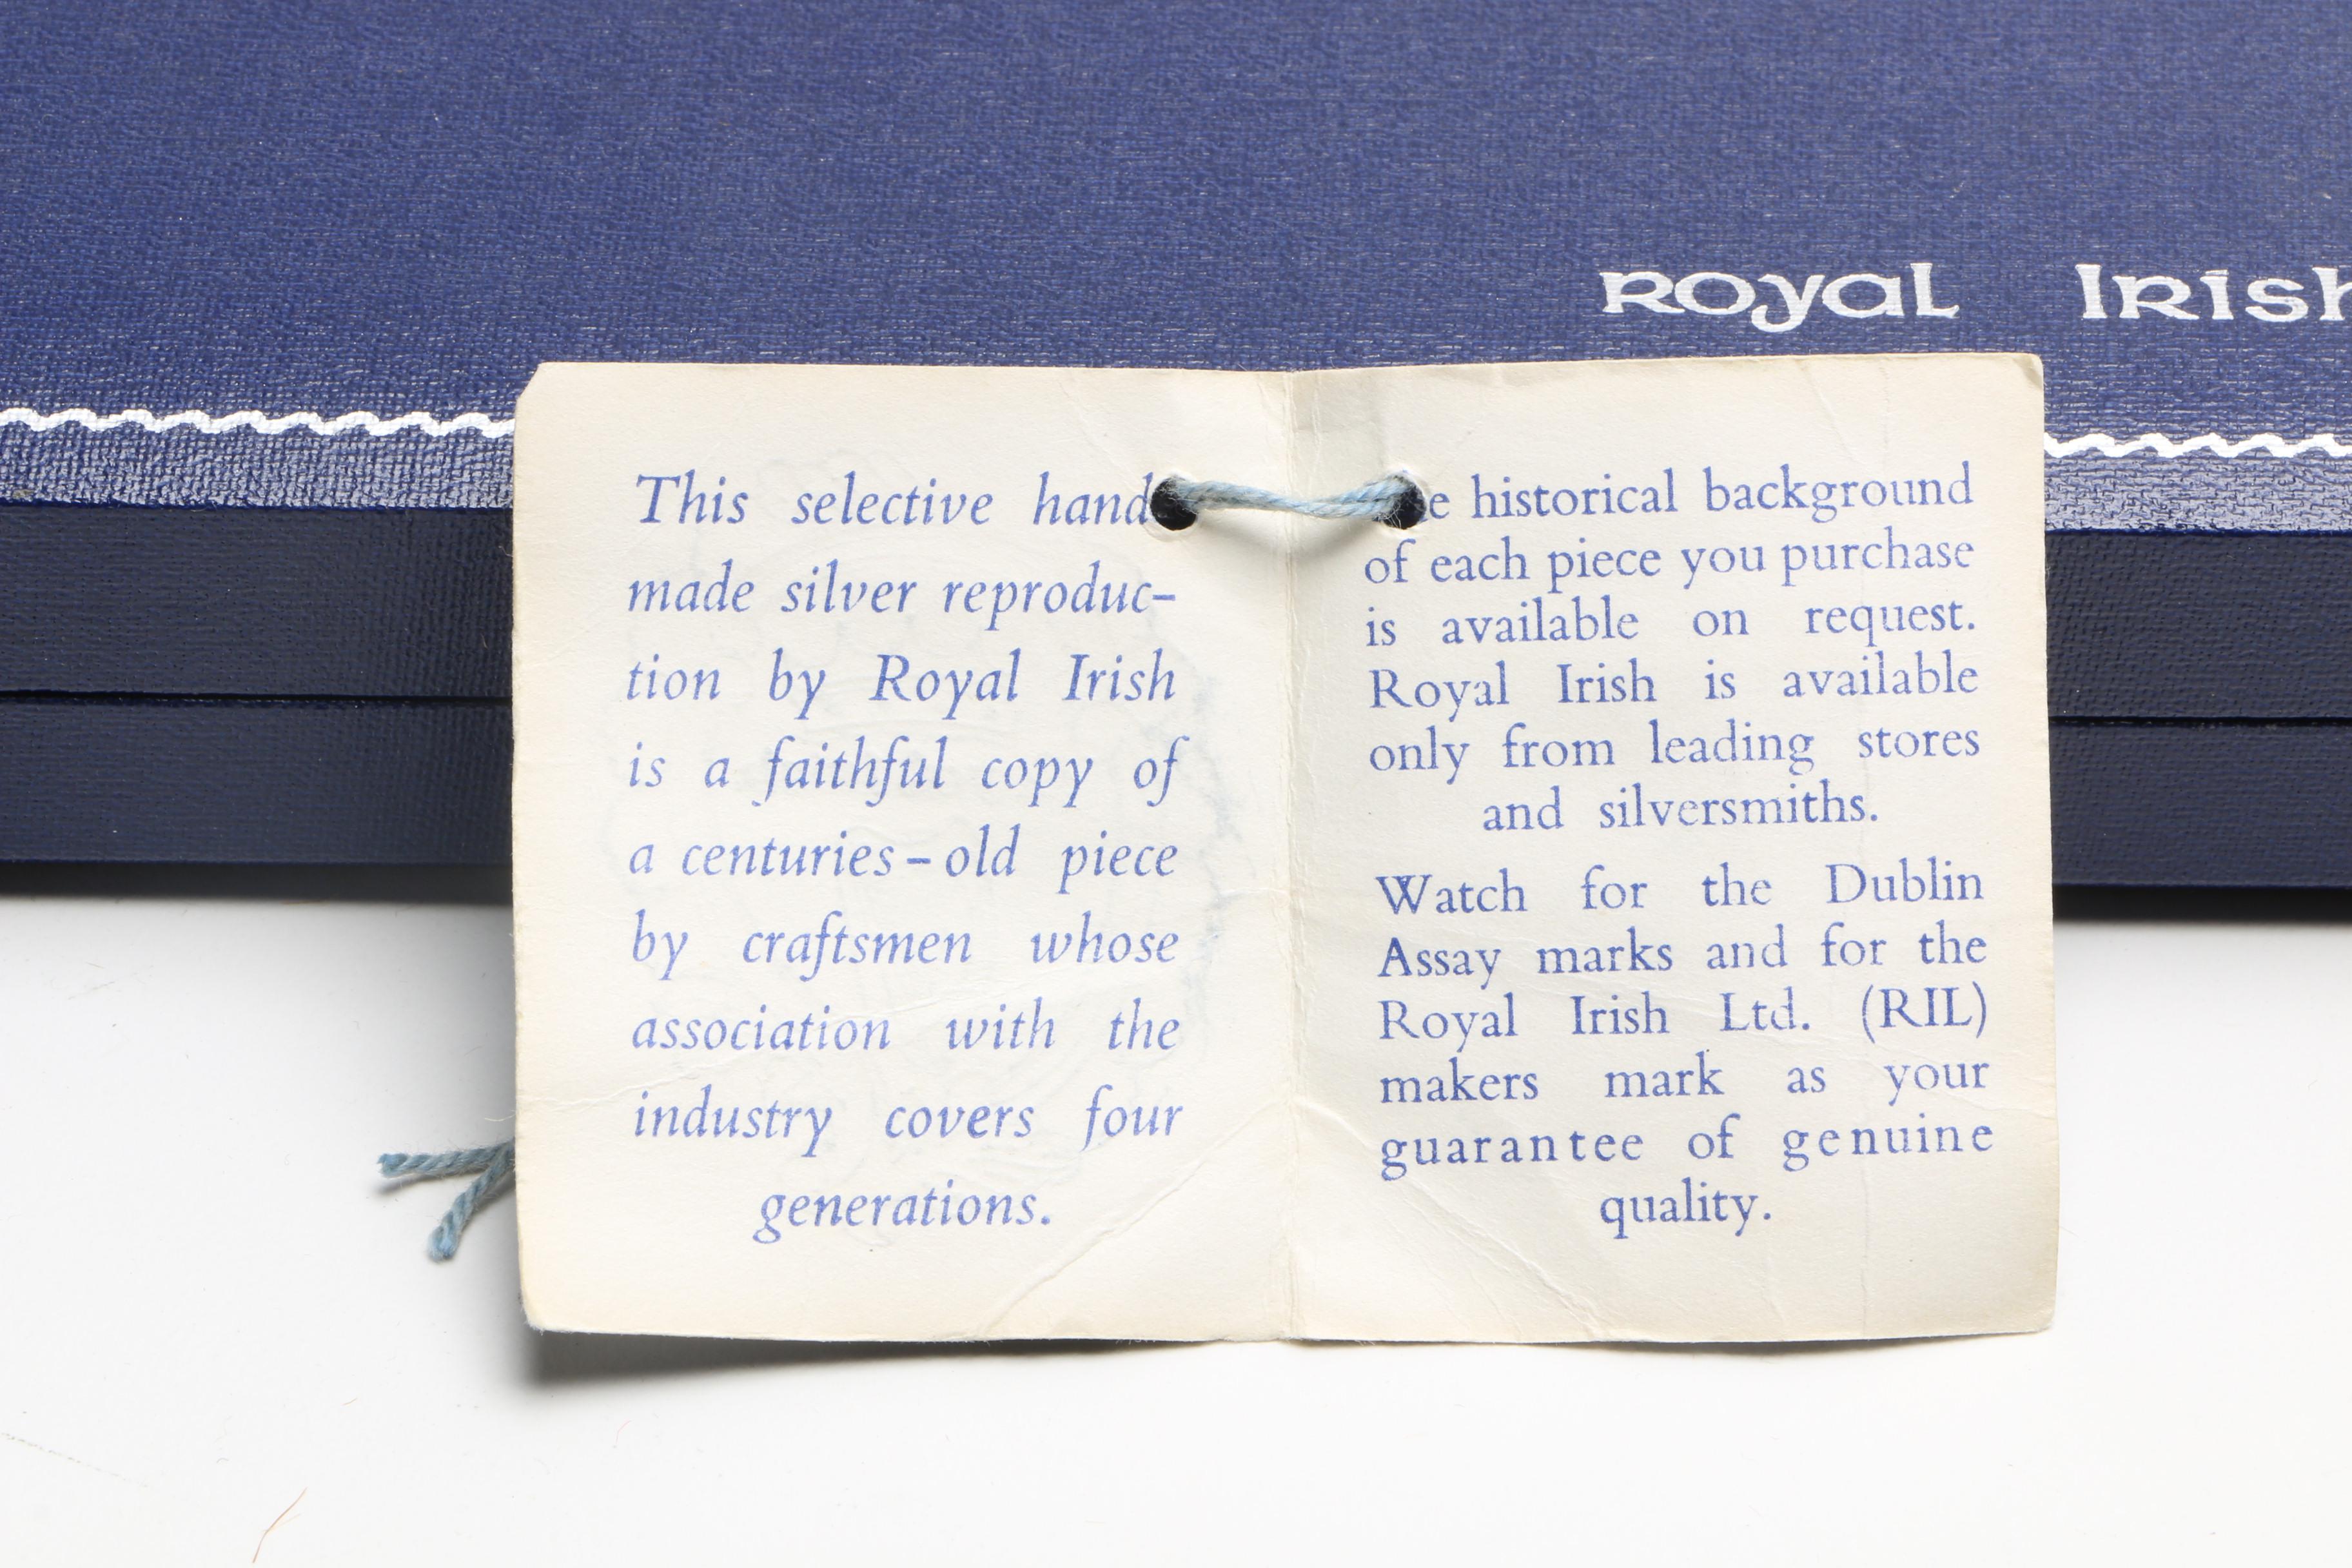 Royal Irish
This selective hand
made silver reproduc-
tion by Royal Irish
is a faithful copy of
a centuries-old piece
by craftsmen whose
association with the
industry covers four
generations.
historical background
of each piece you purchase
is available on request.
Royal Irish is available
only from leading stores
and silversmiths.
Watch for the Dublin
Assay marks and for the
Royal Irish Ltd. (RIL)
makers mark as your
guarantee of genuine
quality.